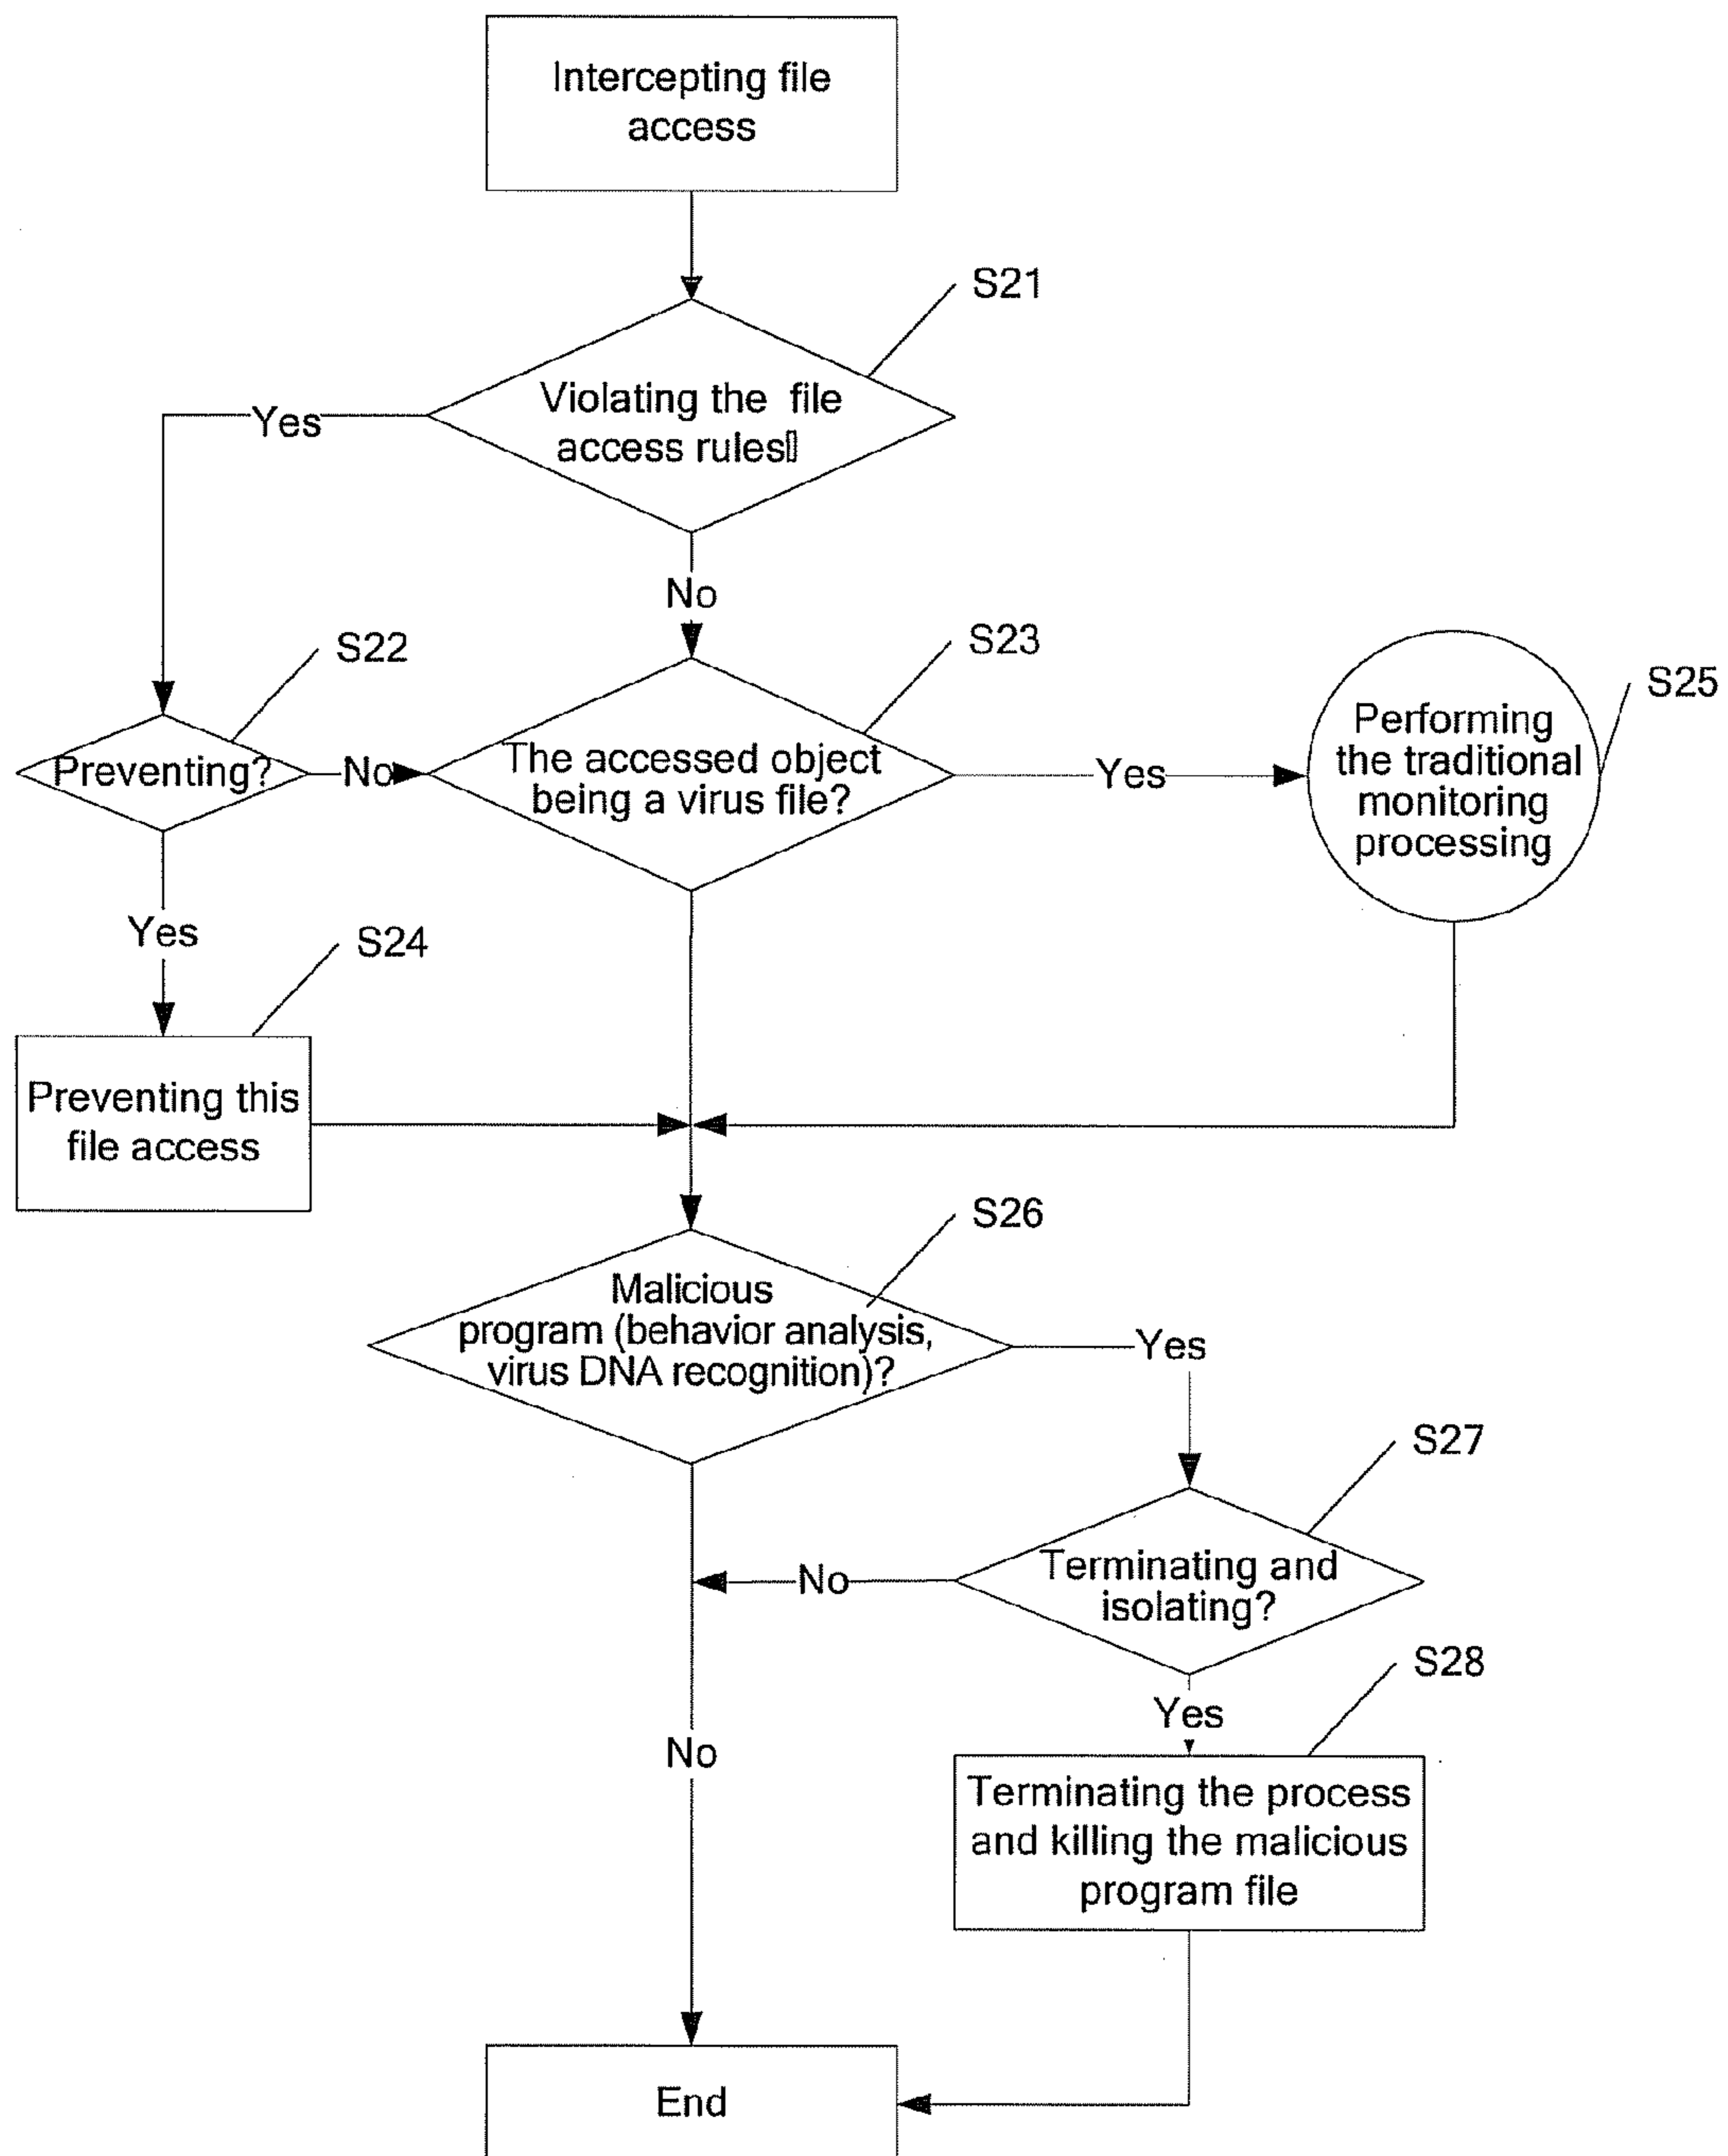 Intercepting file
access
S21
Violating the file
access rules
Yes
No
S22
S23
S25
Preventing?
No
The accessed object
being a virus file?
Yes
Performing
the traditional
monitoring
processing
Yes
S24
Preventing this
file access
S26
Malicious
program (behavior analysis,
virus DNA recognition)?
Yes
S27
Terminating and
isolating?
No
S28
Yes
No
Terminating the process
and killing the malicious
program file
End